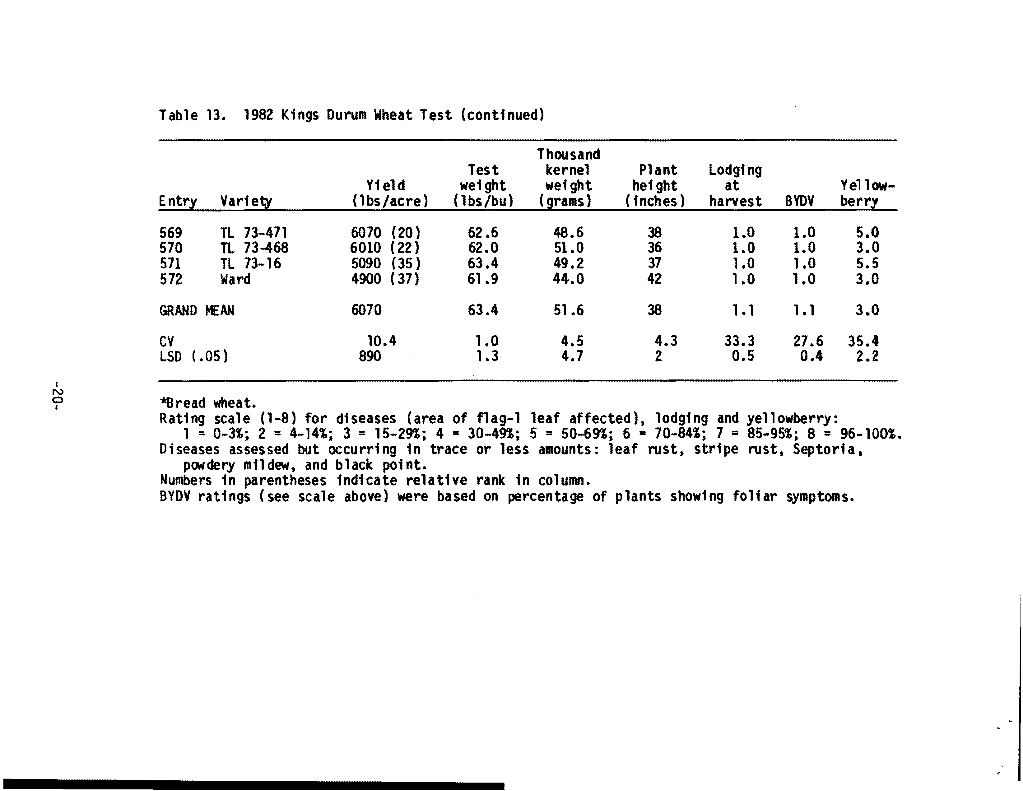 Table 13. 1982 Kings Durum Wheat Test (continued)
Thousand
Test kernel Plant Lodging
Yield weight weight height at Yellow-
Entry Variety (lbs/acre) (lbs/bu) (grams) (inches) harvest BYDV berry
569 TL 73-471 6070 (20) 62.6 48.6 38 1.0 1.0 5.0
570 TL 73-468 6010 (22) 62.0 51.0 36 1.0 1.0 3.0
571 TL 73-16 5090 (35) 63.4 49.2 37 1.0 1.0 5.5
572 Ward 4900 (37) 61.9 44.0 42 1.0 1.0 3.0
GRAND MEAN 6070 63.4 51.6 38 1.1 1.1 3.0
CV 10.4 1.0 4.5 4.3 33.3 27.6 35.4
LSD (.05) 890 1.3 4.7 2 0.5 0.4 2.2
*Bread wheat.
Rating scale (1-8) for diseases (area of flag-1 leaf affected), lodging and yellowberry:
1 = 0-3%; 2 = 4-14%; 3 = 15-29%; 4 = 30-49%; 5 = 50-69%; 6 = 70-84%; 7 = 85-95%; 8 = 96-100%.
Diseases assessed but occurring in trace or less amounts: leaf rust, stripe rust, Septoria,
powdery mildew, and black point.
Numbers in parentheses indicate relative rank in column.
BYDV ratings (see scale above) were based on percentage of plants showing foliar symptoms.
-20-